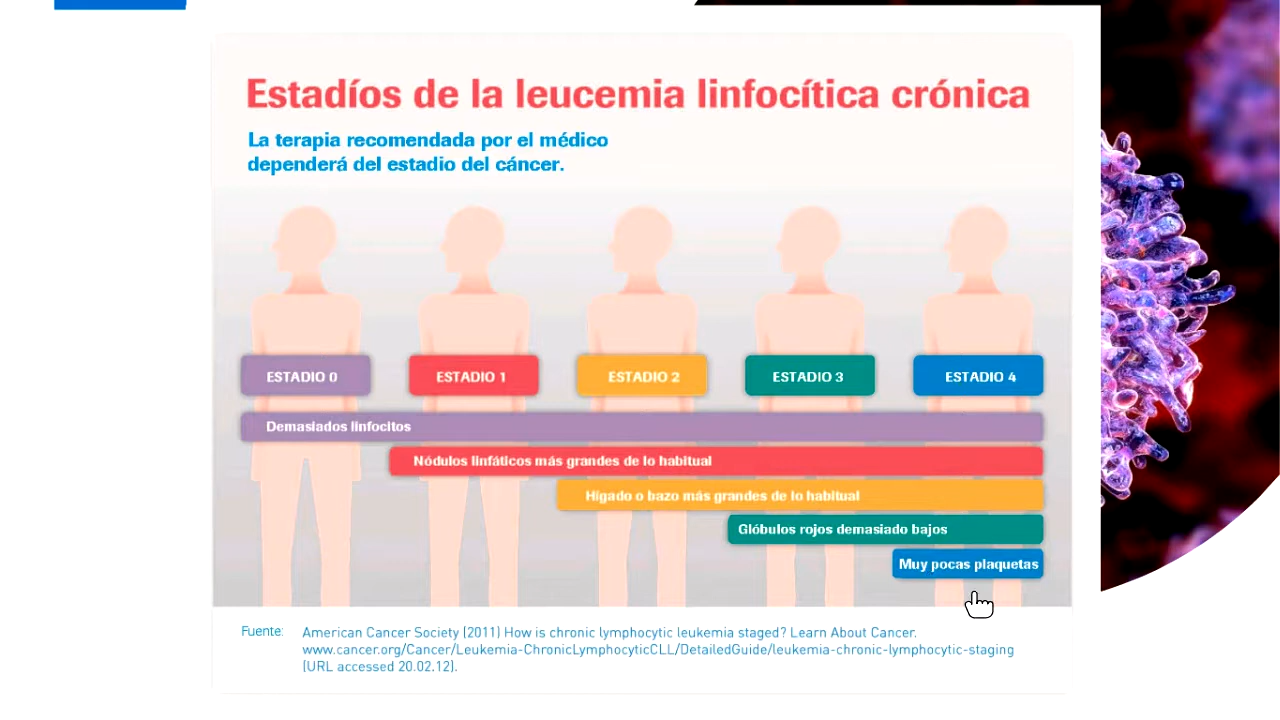 Estadíos de la leucemia linfocítica crónica
La terapia recomendada por el médico
dependerá del estadio del cáncer.
ESTADIO 0
ESTADIO 1
ESTADIO 2
ESTADIO 3
ESTADIO 4
Demasiados linfocitos
Nódulos linfáticos más grandes de lo habitual
Hígado o bazo más grandes de lo habitual
Glóbulos rojos demasiado bajos
Muy pocas plaquetas
Fuente: American Cancer Society (2011) How is chronic lymphocytic leukemia staged? Learn About Cancer.
www.cancer.org/Cancer/Leukemia-ChronicLymphocyticCLL/DetailedGuide/leukemia-chronic-lymphocytic-staging
(URL accessed 20.02.12).